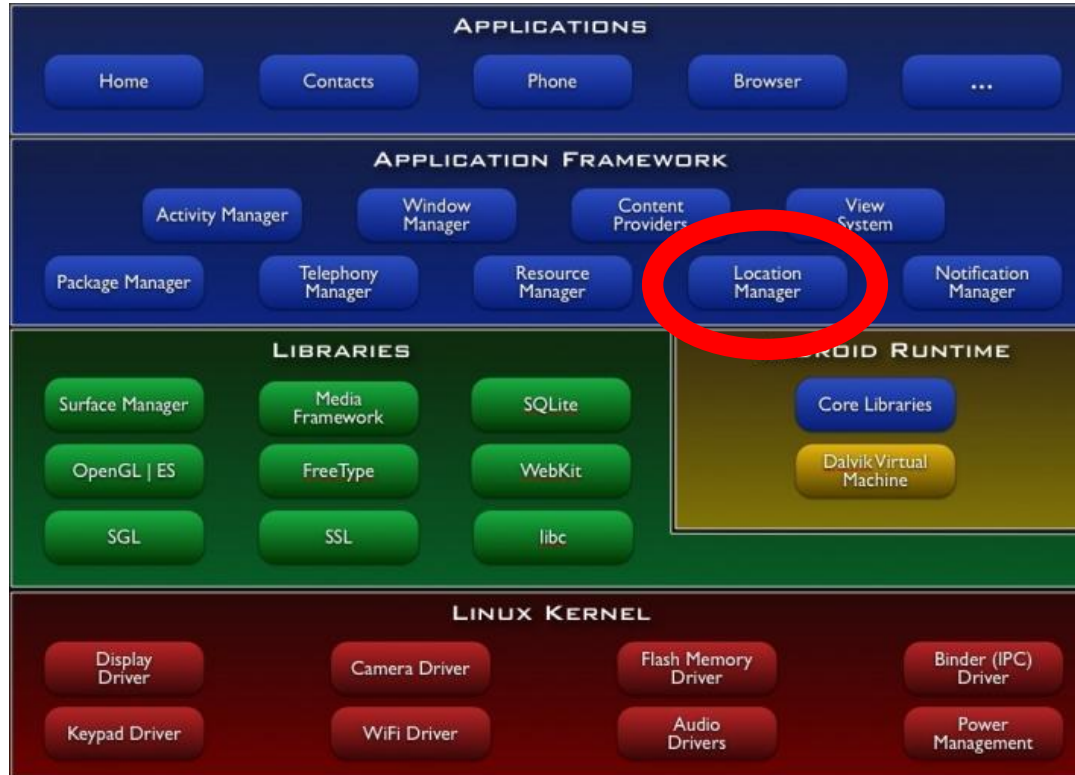 APPLICATIONS
Home
Contacts
Phone
Browser
...
APPLICATION FRAMEWORK
Activity Manager
Window
Manager
Content
Providers
View
System
Package Manager
Telephony
Manager
Resource
Manager
Location
Manager
Notification
Manager
LIBRARIES
Surface Manager
Media
Framework
SQLite
OpenGL | ES
FreeType
WebKit
SGL
SSL
libc
ROID RUNTIME
Core Libraries
Dalvik Virtual
Machine
LINUX KERNEL
Display
Driver
Camera Driver
Flash Memory
Driver
Binder (IPC)
Driver
Keypad Driver
WiFi Driver
Audio
Drivers
Power
Management